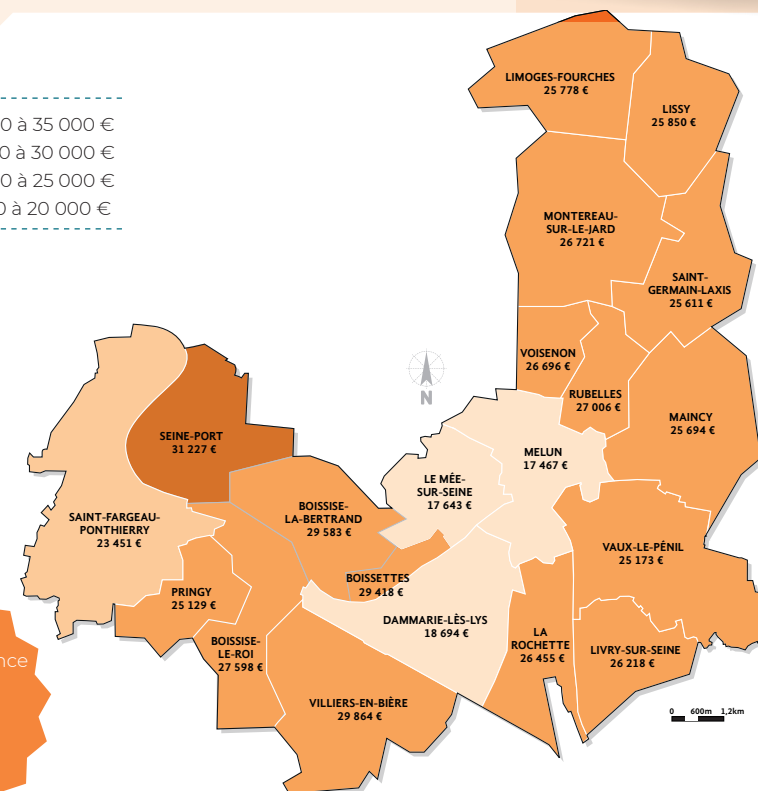 0 à 35 000 €
0 à 30 000 €
0 à 25 000 €
0 à 20 000 €
LIMOGES-FOURCHES
25 778 €
LISSY
25 850 €
MONTEREAU-
SUR-LE-JARD
26 721 €
SAINT-
GERMAIN-LAXIS
25 611 €
VOISENON
26 696 €
RUBELLES
27 006 €
MAINCY
25 694 €
N
SEINE-PORT
31 227 €
MELUN
17 467 €
LE MÉE-
SUR-SEINE
17 643 €
BOISSISE-
LA-BERTRAND
29 583 €
SAINT-FARGEAU-
PONTHIERRY
23 451 €
VAUX-LE-PÉNIL
25 173 €
BOISSETTES
29 418 €
PRINGY
25 129 €
DAMMARIE-LÈS-LYS
18 694 €
BOISSISE-
LE-ROI
27 598 €
LA
ROCHETTE
26 455 €
LIVRY-SUR-SEINE
26 218 €
VILLIERS-EN-BIÈRE
29 864 €
nce
0 600m 1,2km